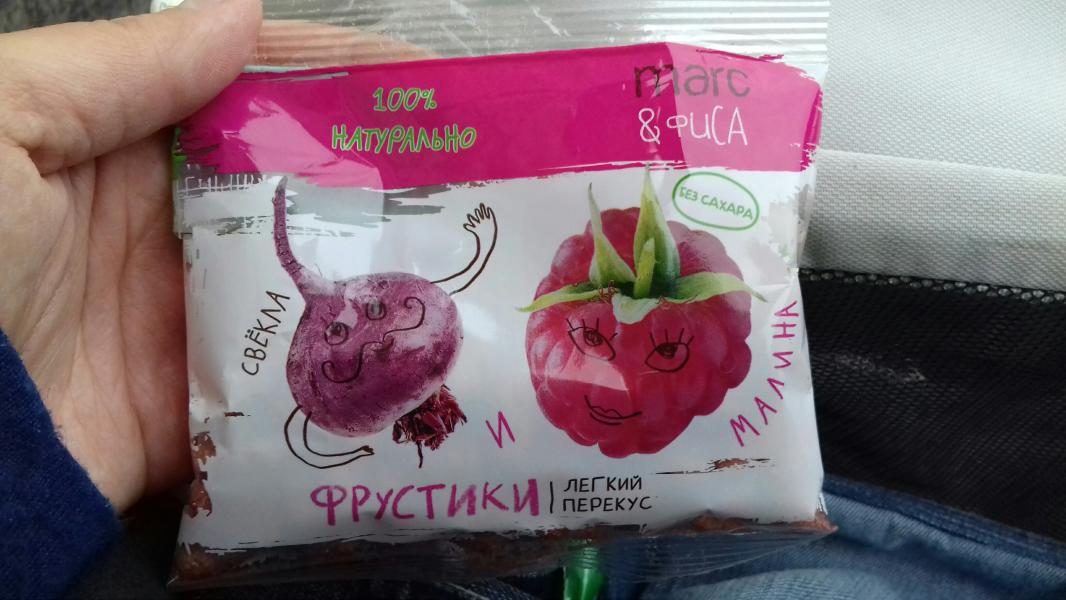 100%
НАТУРАЛЬНО
marc
& фиСА
БЕЗ САХАРА
СВЁКЛА
И
МАЛИНА
ФРУСТИКИ
ЛЕГКИЙ
ПЕРЕКУС